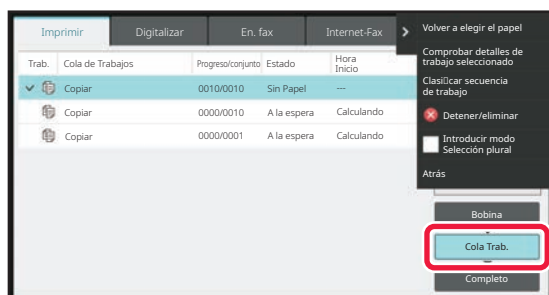 Imprimir Digitalizar En. fax Internet-Fax
Trab. Cola de Trabajos Progreso/conjunto Estado Hora Inicio
Copiar 0010/0010 Sin Papel ---
Copiar 0000/0010 A la espera Calculando
Copiar 0000/0001 A la espera Calculando
Volver a elegir el papel
Comprobar detalles de
trabajo seleccionado
Clasi􀀀car secuencia
de trabajo
Detener/eliminar
Introducir modo
Selección plural
Atrás
Bobina
Cola Trab.
Completo